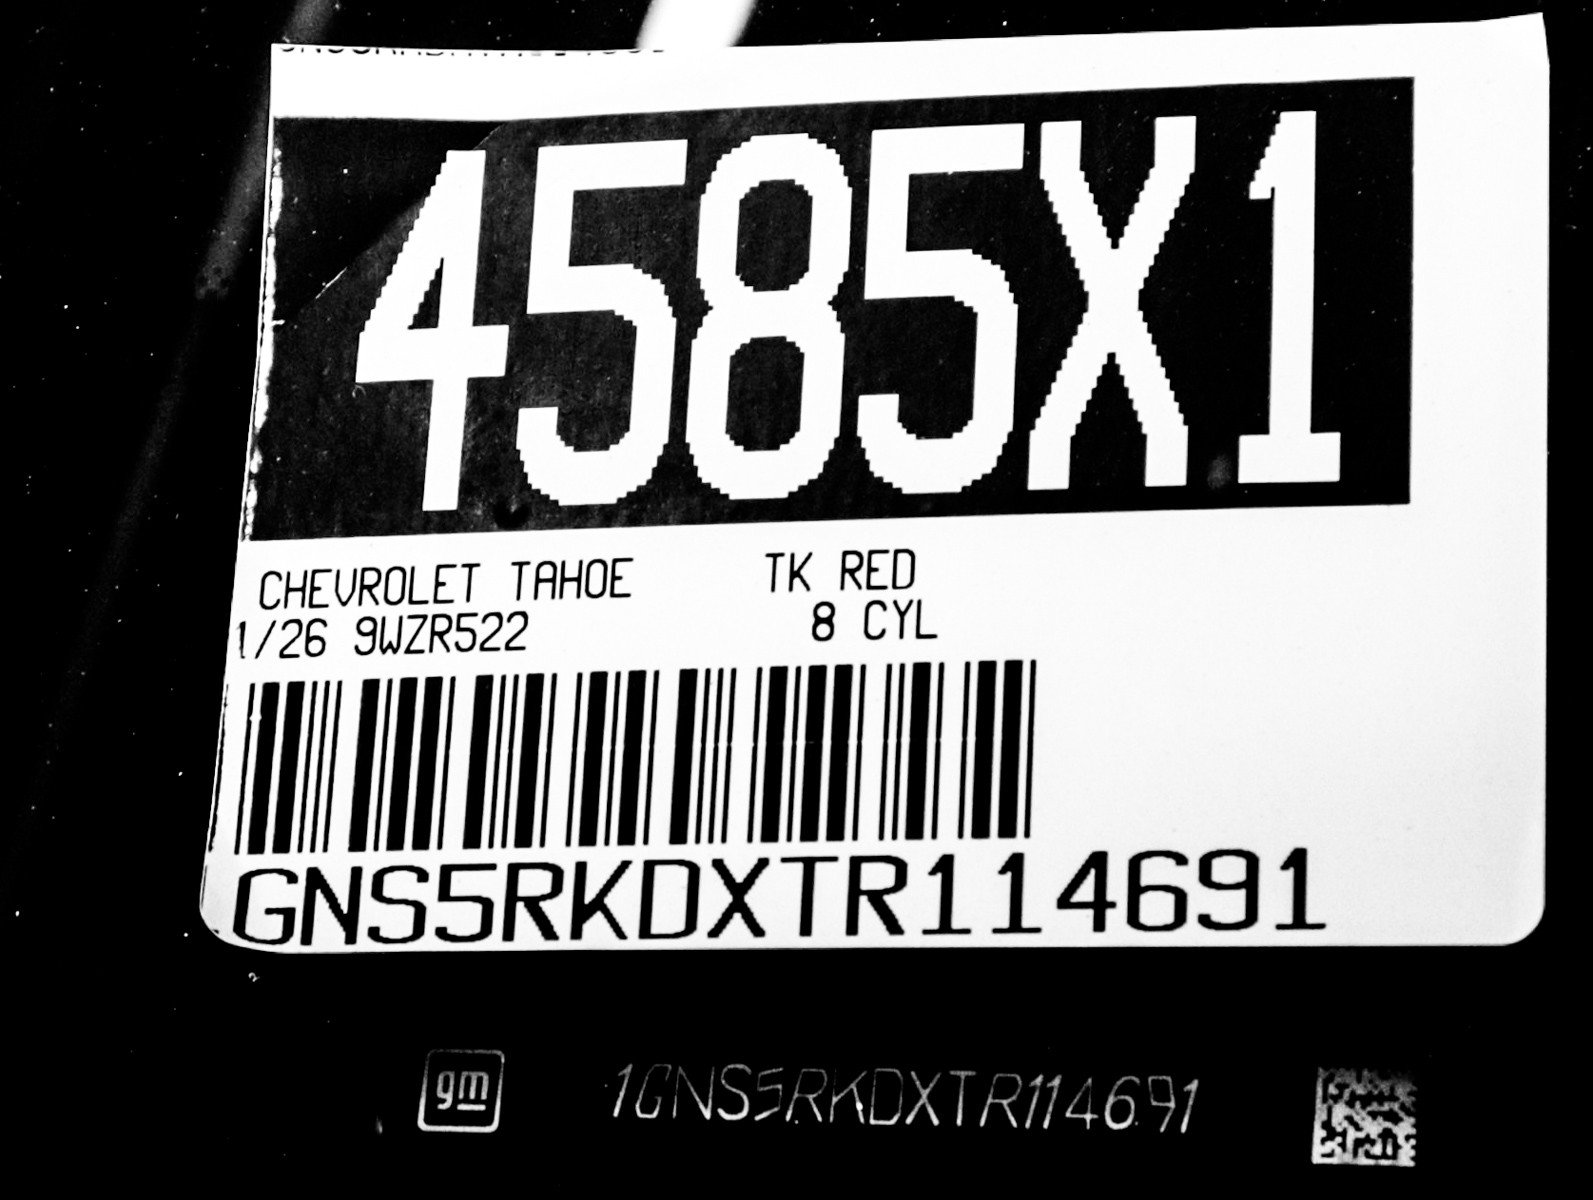 4585X1
CHEVROLET TAHOE TK RED
1/26 9WZR522 8 CYL
GNS5RKDXTR114691
gm 1GNS5RKDXTR114691